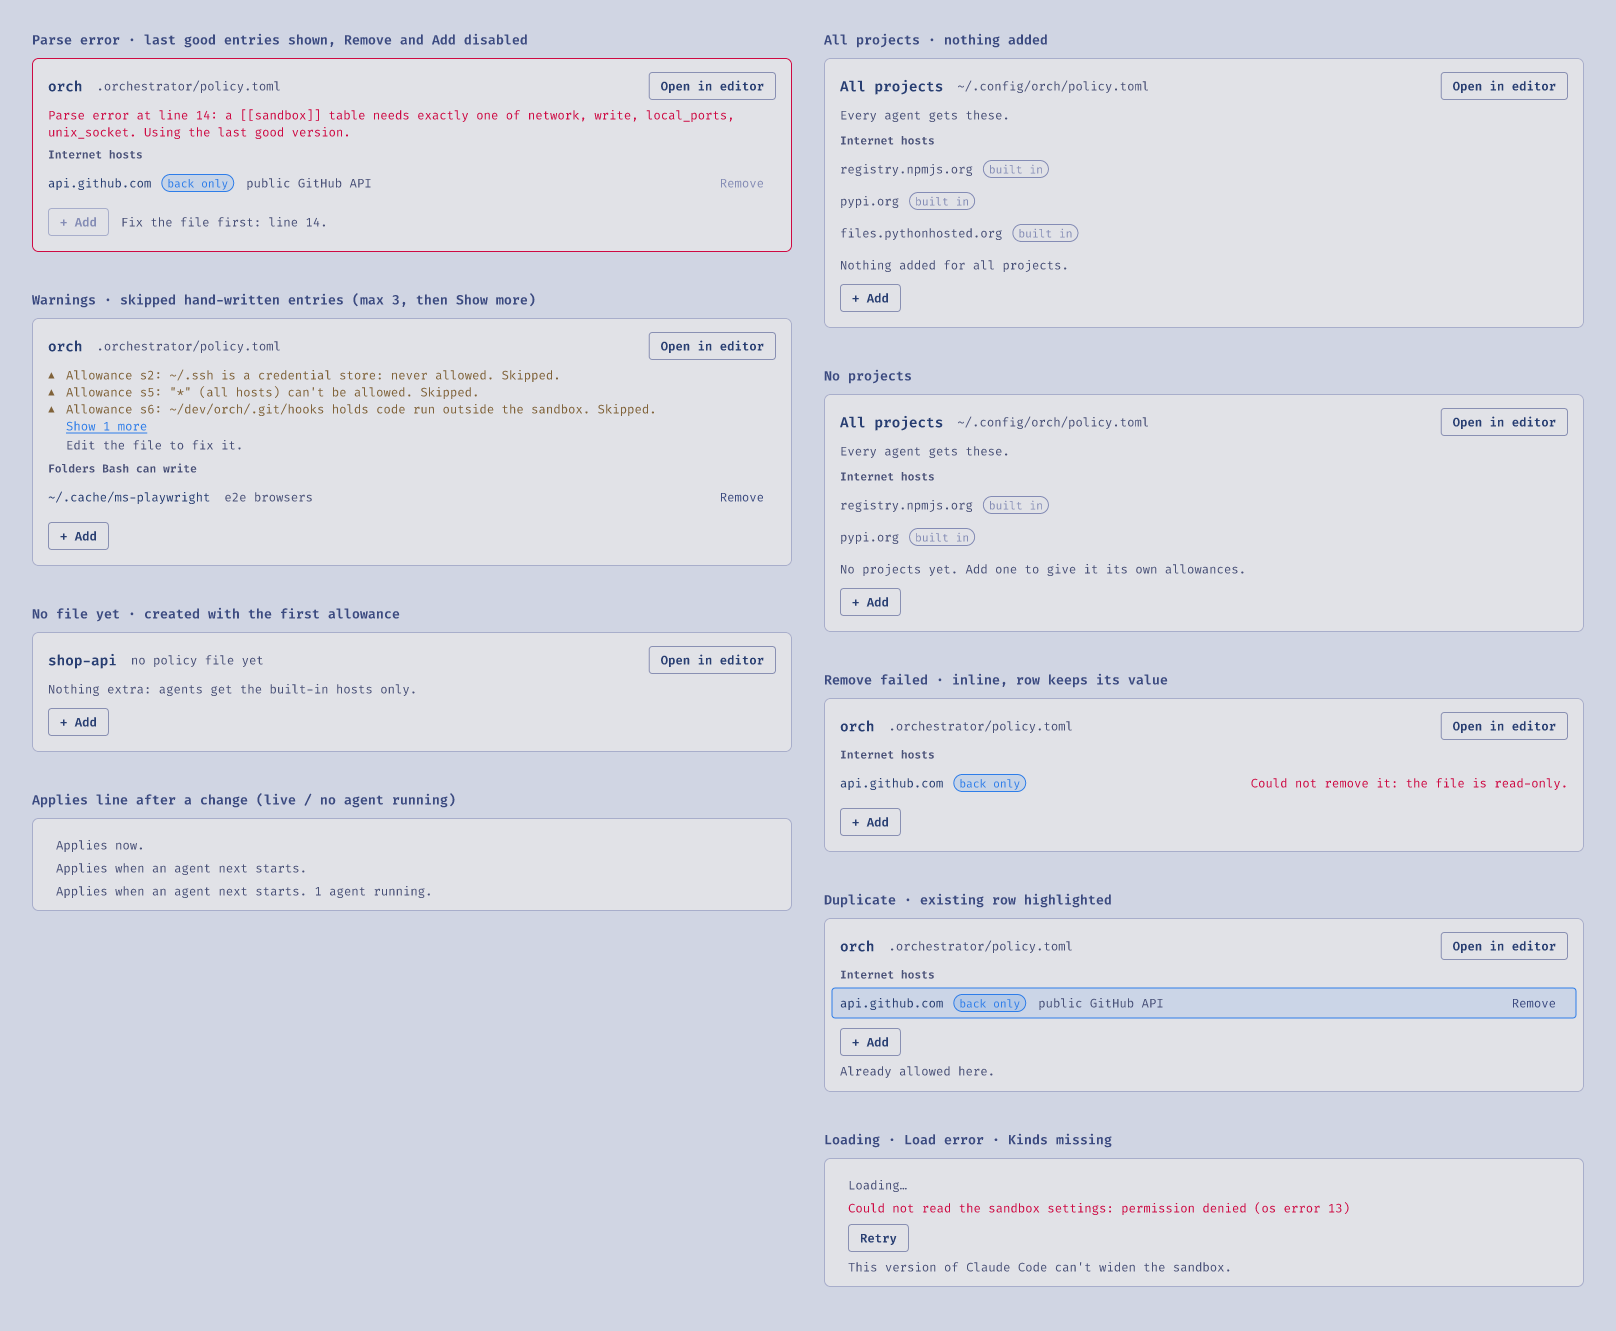 Parse error · last good entries shown, Remove and Add disabled
orch .orchestrator/policy.toml Open in editor
Parse error at line 14: a [[sandbox]] table needs exactly one of network, write, local_ports,
unix_socket. Using the last good version.
Internet hosts
api.github.com back only public GitHub API Remove
+ Add Fix the file first: line 14.
Warnings · skipped hand-written entries (max 3, then Show more)
orch .orchestrator/policy.toml Open in editor
▲ Allowance s2: ~/.ssh is a credential store: never allowed. Skipped.
▲ Allowance s5: "*" (all hosts) can't be allowed. Skipped.
▲ Allowance s6: ~/dev/orch/.git/hooks holds code run outside the sandbox. Skipped.
Show 1 more
Edit the file to fix it.
Folders Bash can write
~/.cache/ms-playwright e2e browsers Remove
+ Add
No file yet · created with the first allowance
shop-api no policy file yet Open in editor
Nothing extra: agents get the built-in hosts only.
+ Add
Applies line after a change (live / no agent running)
Applies now.
Applies when an agent next starts.
Applies when an agent next starts. 1 agent running.
All projects · nothing added
All projects ~/.config/orch/policy.toml Open in editor
Every agent gets these.
Internet hosts
registry.npmjs.org built in
pypi.org built in
files.pythonhosted.org built in
Nothing added for all projects.
+ Add
No projects
All projects ~/.config/orch/policy.toml Open in editor
Every agent gets these.
Internet hosts
registry.npmjs.org built in
pypi.org built in
No projects yet. Add one to give it its own allowances.
+ Add
Remove failed · inline, row keeps its value
orch .orchestrator/policy.toml Open in editor
Internet hosts
api.github.com back only Could not remove it: the file is read-only.
+ Add
Duplicate · existing row highlighted
orch .orchestrator/policy.toml Open in editor
Internet hosts
api.github.com back only public GitHub API Remove
+ Add
Already allowed here.
Loading · Load error · Kinds missing
Loading…
Could not read the sandbox settings: permission denied (os error 13)
Retry
This version of Claude Code can't widen the sandbox.